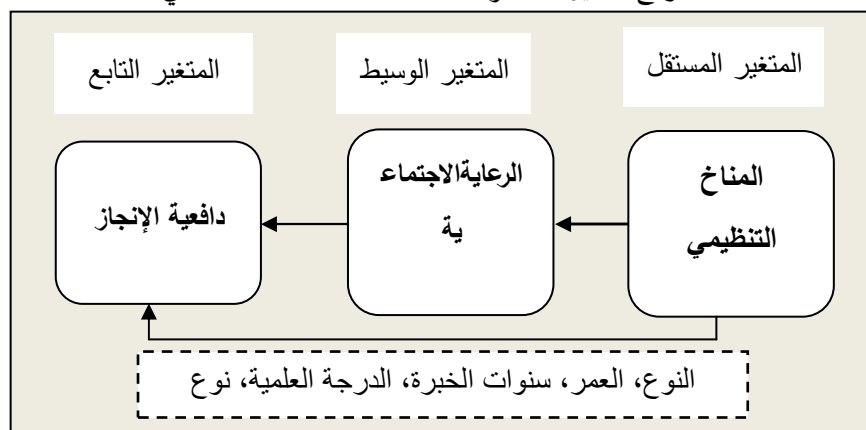 المتغير المستقل
المتغير الوسيط
المتغير التابع
المناخ
التنظيمي
الرعايةالاجتماع
ية
دافعية الإنجاز
النوع، العمر، سنوات الخبرة، الدرجة العلمية، نوع